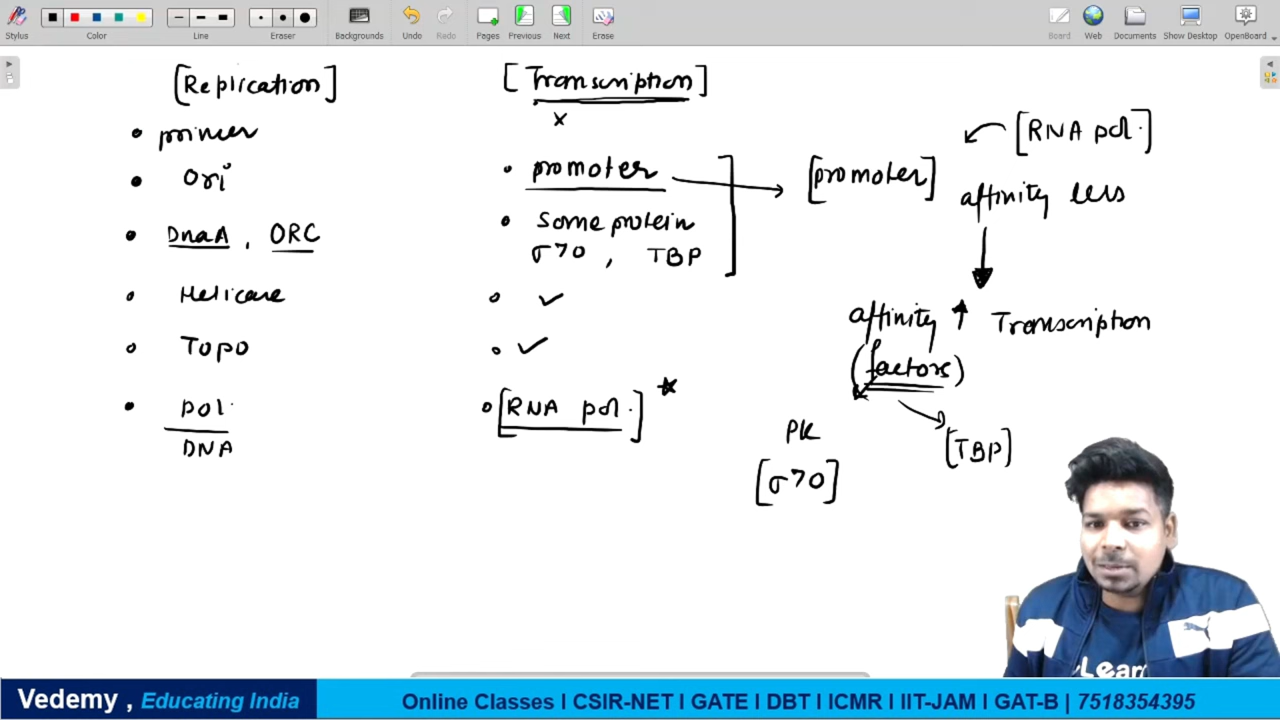 Stylus
Color
Line
Eraser
Backgrounds
Undo
Redo
Pages
Previous
Next
Erase
Board
Web
Documents
Show Desktop
OpenBoard
[Replication]
• primer
• Ori
• DnaA, ORC
• Helicase
• Topo
• pol.
DNA
[Transcription]
x
• promoter
• Some protein
σ70, TBP
• ✓
• ✓
• [RNA pol.] ★
[promoter]
[RNA pol.]
affinity less
affinity ↑ Transcription
(factors)
PK
[σ70]
[TBP]
Learn
Vedemy , Educating India
Online Classes I CSIR-NET I GATE I DBT I ICMR I IIT-JAM I GAT-B | 7518354395